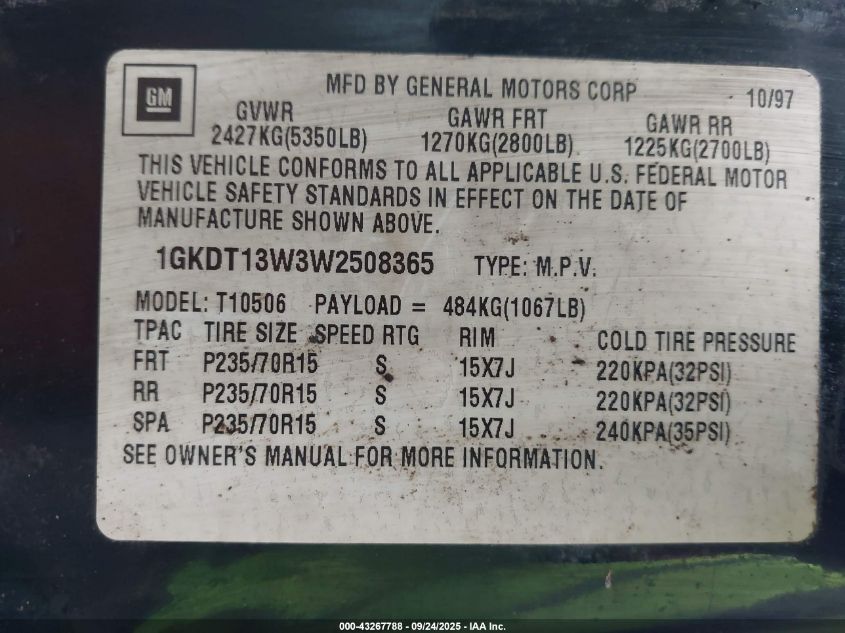 MFD BY GENERAL MOTORS CORP 10/97
GM
GVWR GAWR FRT GAWR RR
2427KG(5350LB) 1270KG(2800LB) 1225KG(2700LB)
THIS VEHICLE CONFORMS TO ALL APPLICABLE U.S. FEDERAL MOTOR
VEHICLE SAFETY STANDARDS IN EFFECT ON THE DATE OF
MANUFACTURE SHOWN ABOVE.
1GKDT13W3W2508365 TYPE: M.P.V.
MODEL: T10506 PAYLOAD = 484KG(1067LB)
TPAC TIRE SIZE SPEED RTG RIM COLD TIRE PRESSURE
FRT P235/70R15 S 15X7J 220KPA(32PSI)
RR P235/70R15 S 15X7J 220KPA(32PSI)
SPA P235/70R15 S 15X7J 240KPA(35PSI)
SEE OWNER'S MANUAL FOR MORE INFORMATION.
000-43267788 - 09/24/2025 - IAA Inc.